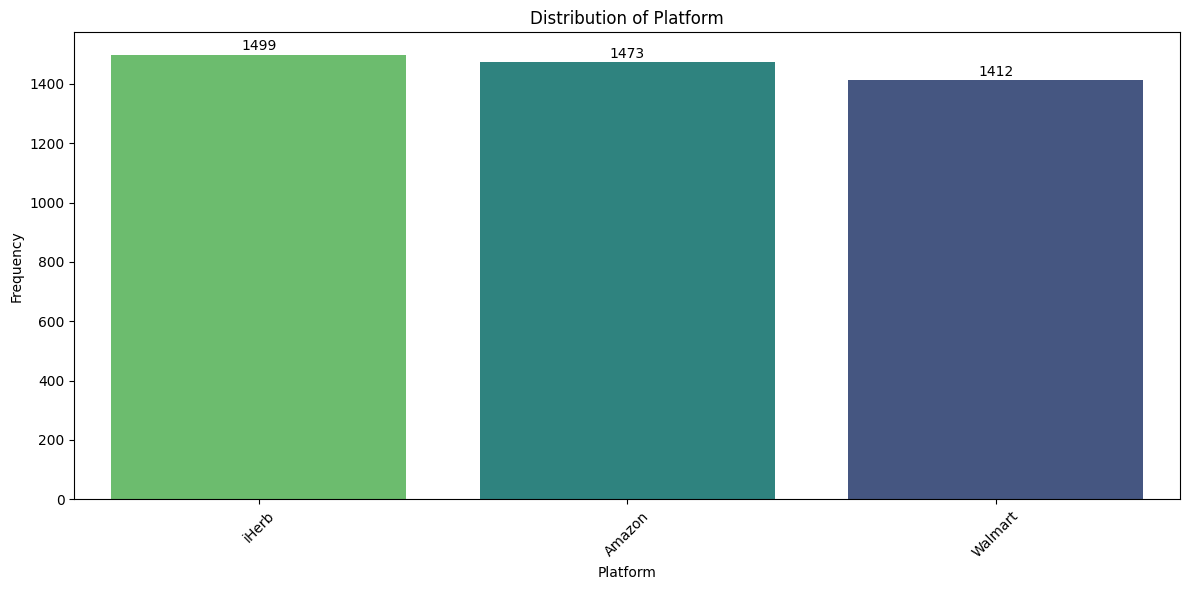 Distribution of Platform
1499
1473
1412
1400
1200
1000
800
600
400
200
0
Frequency
iHerb
Amazon
Walmart
Platform